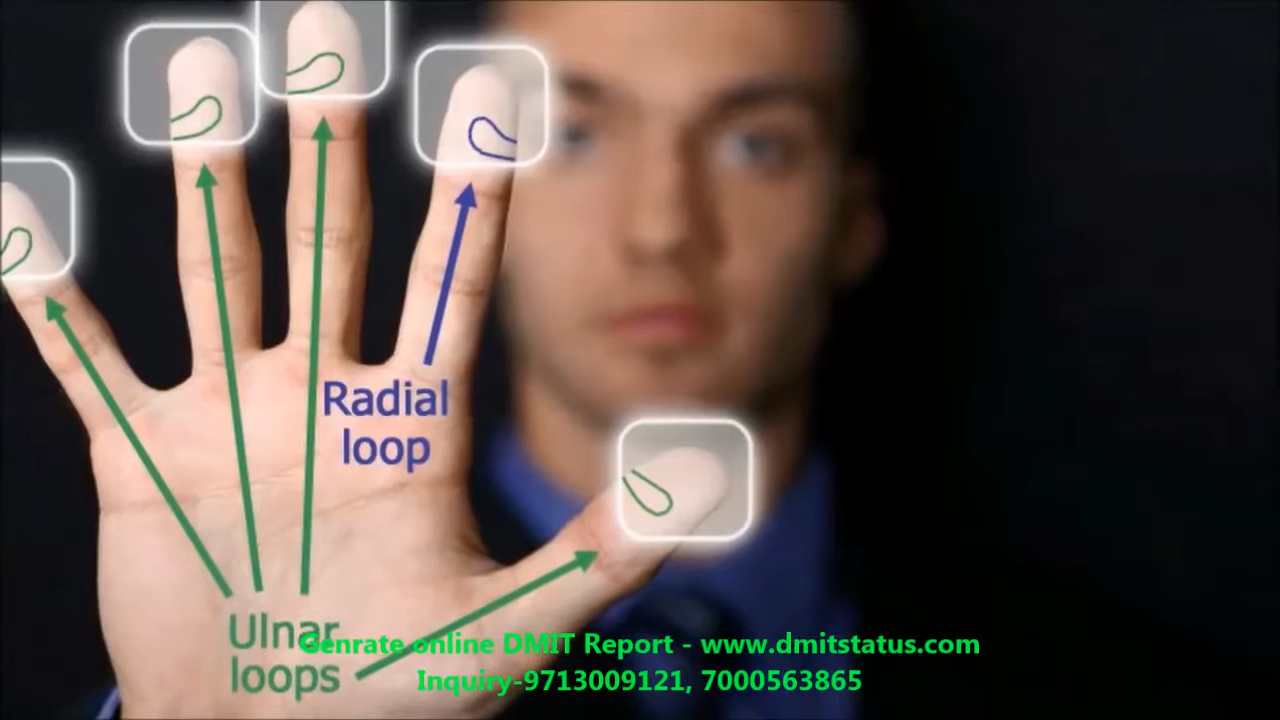 Radial
loop
Ulnar
loops
Genrate online DMIT Report - www.dmitstatus.com
Inquiry-9713009121, 7000563865